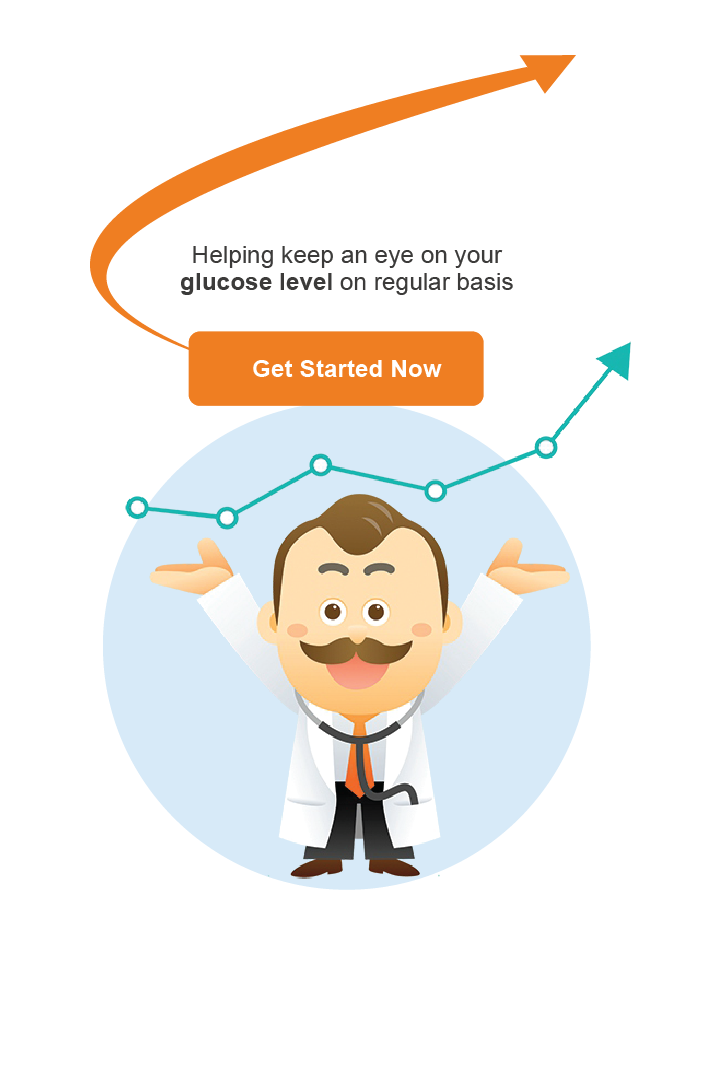 Helping keep an eye on your
glucose level on regular basis
Get Started Now